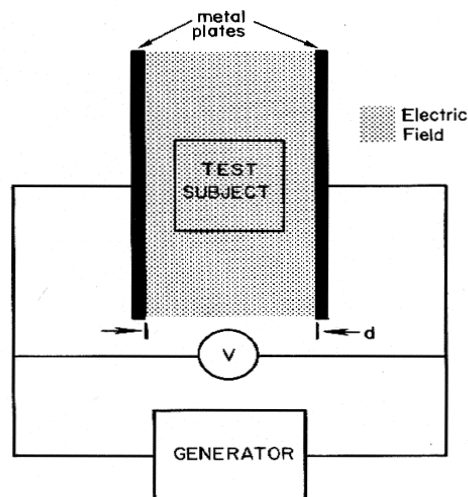 metal
plates
Electric
Field
TEST
SUBJECT
d
V
GENERATOR